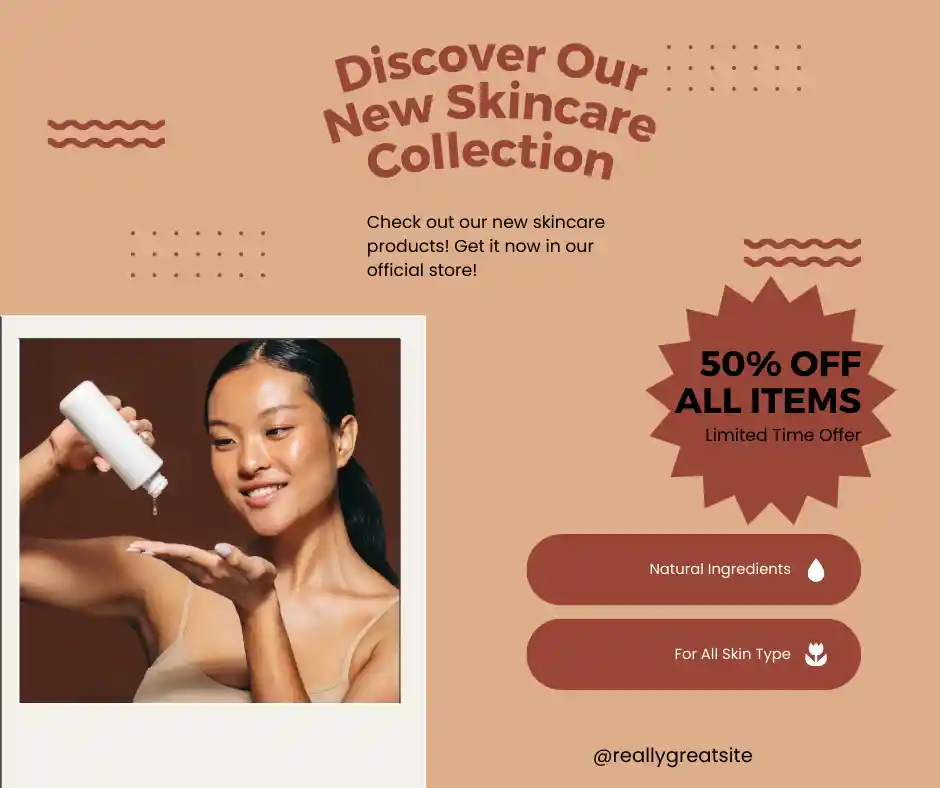 Discover Our
New Skincare
Collection
Check out our new skincare
products! Get it now in our
official store!
50% OFF
ALL ITEMS
Limited Time Offer
Natural Ingredients
For All Skin Type
@reallygreatsite